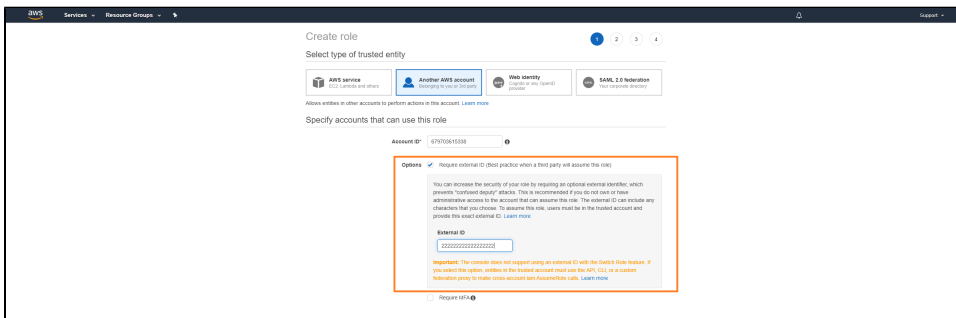 aws Services Resource Groups Support
Create role
1 2 3 4
Select type of trusted entity
AWS service
EC2, Lambda and others
Another AWS account
Belonging to you or 3rd party
Web identity
Cognito or any OpenID
provider
SAML 2.0 federation
Your corporate directory
Allows entities in other accounts to perform actions in this account. Learn more
Specify accounts that can use this role
Account ID* 679703615338
Options Require external ID (Best practice when a third party will assume this role)
You can increase the security of your role by requiring an optional external identifier, which
prevents "confused deputy" attacks. This is recommended if you do not own or have
administrative access to the account that can assume this role. The external ID can include any
characters that you choose. To assume this role, users must be in the trusted account and
provide this exact external ID. Learn more
External ID
222222222222222222
Important: The console does not support using an external ID with the Switch Role feature. If
you select this option, entities in the trusted account must use the API, CLI, or a custom
federation proxy to make cross-account iam:AssumeRole calls. Learn more
Require MFA